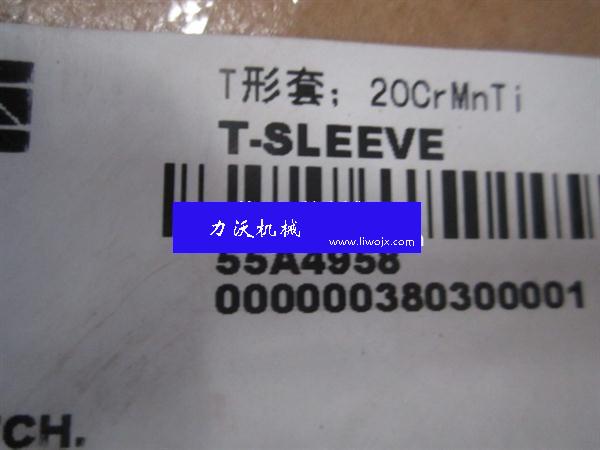 T形套；20CrMnTi
T-SLEEVE
力沃机械
www.liwojx.com
55A4958
000000380300001
CH.